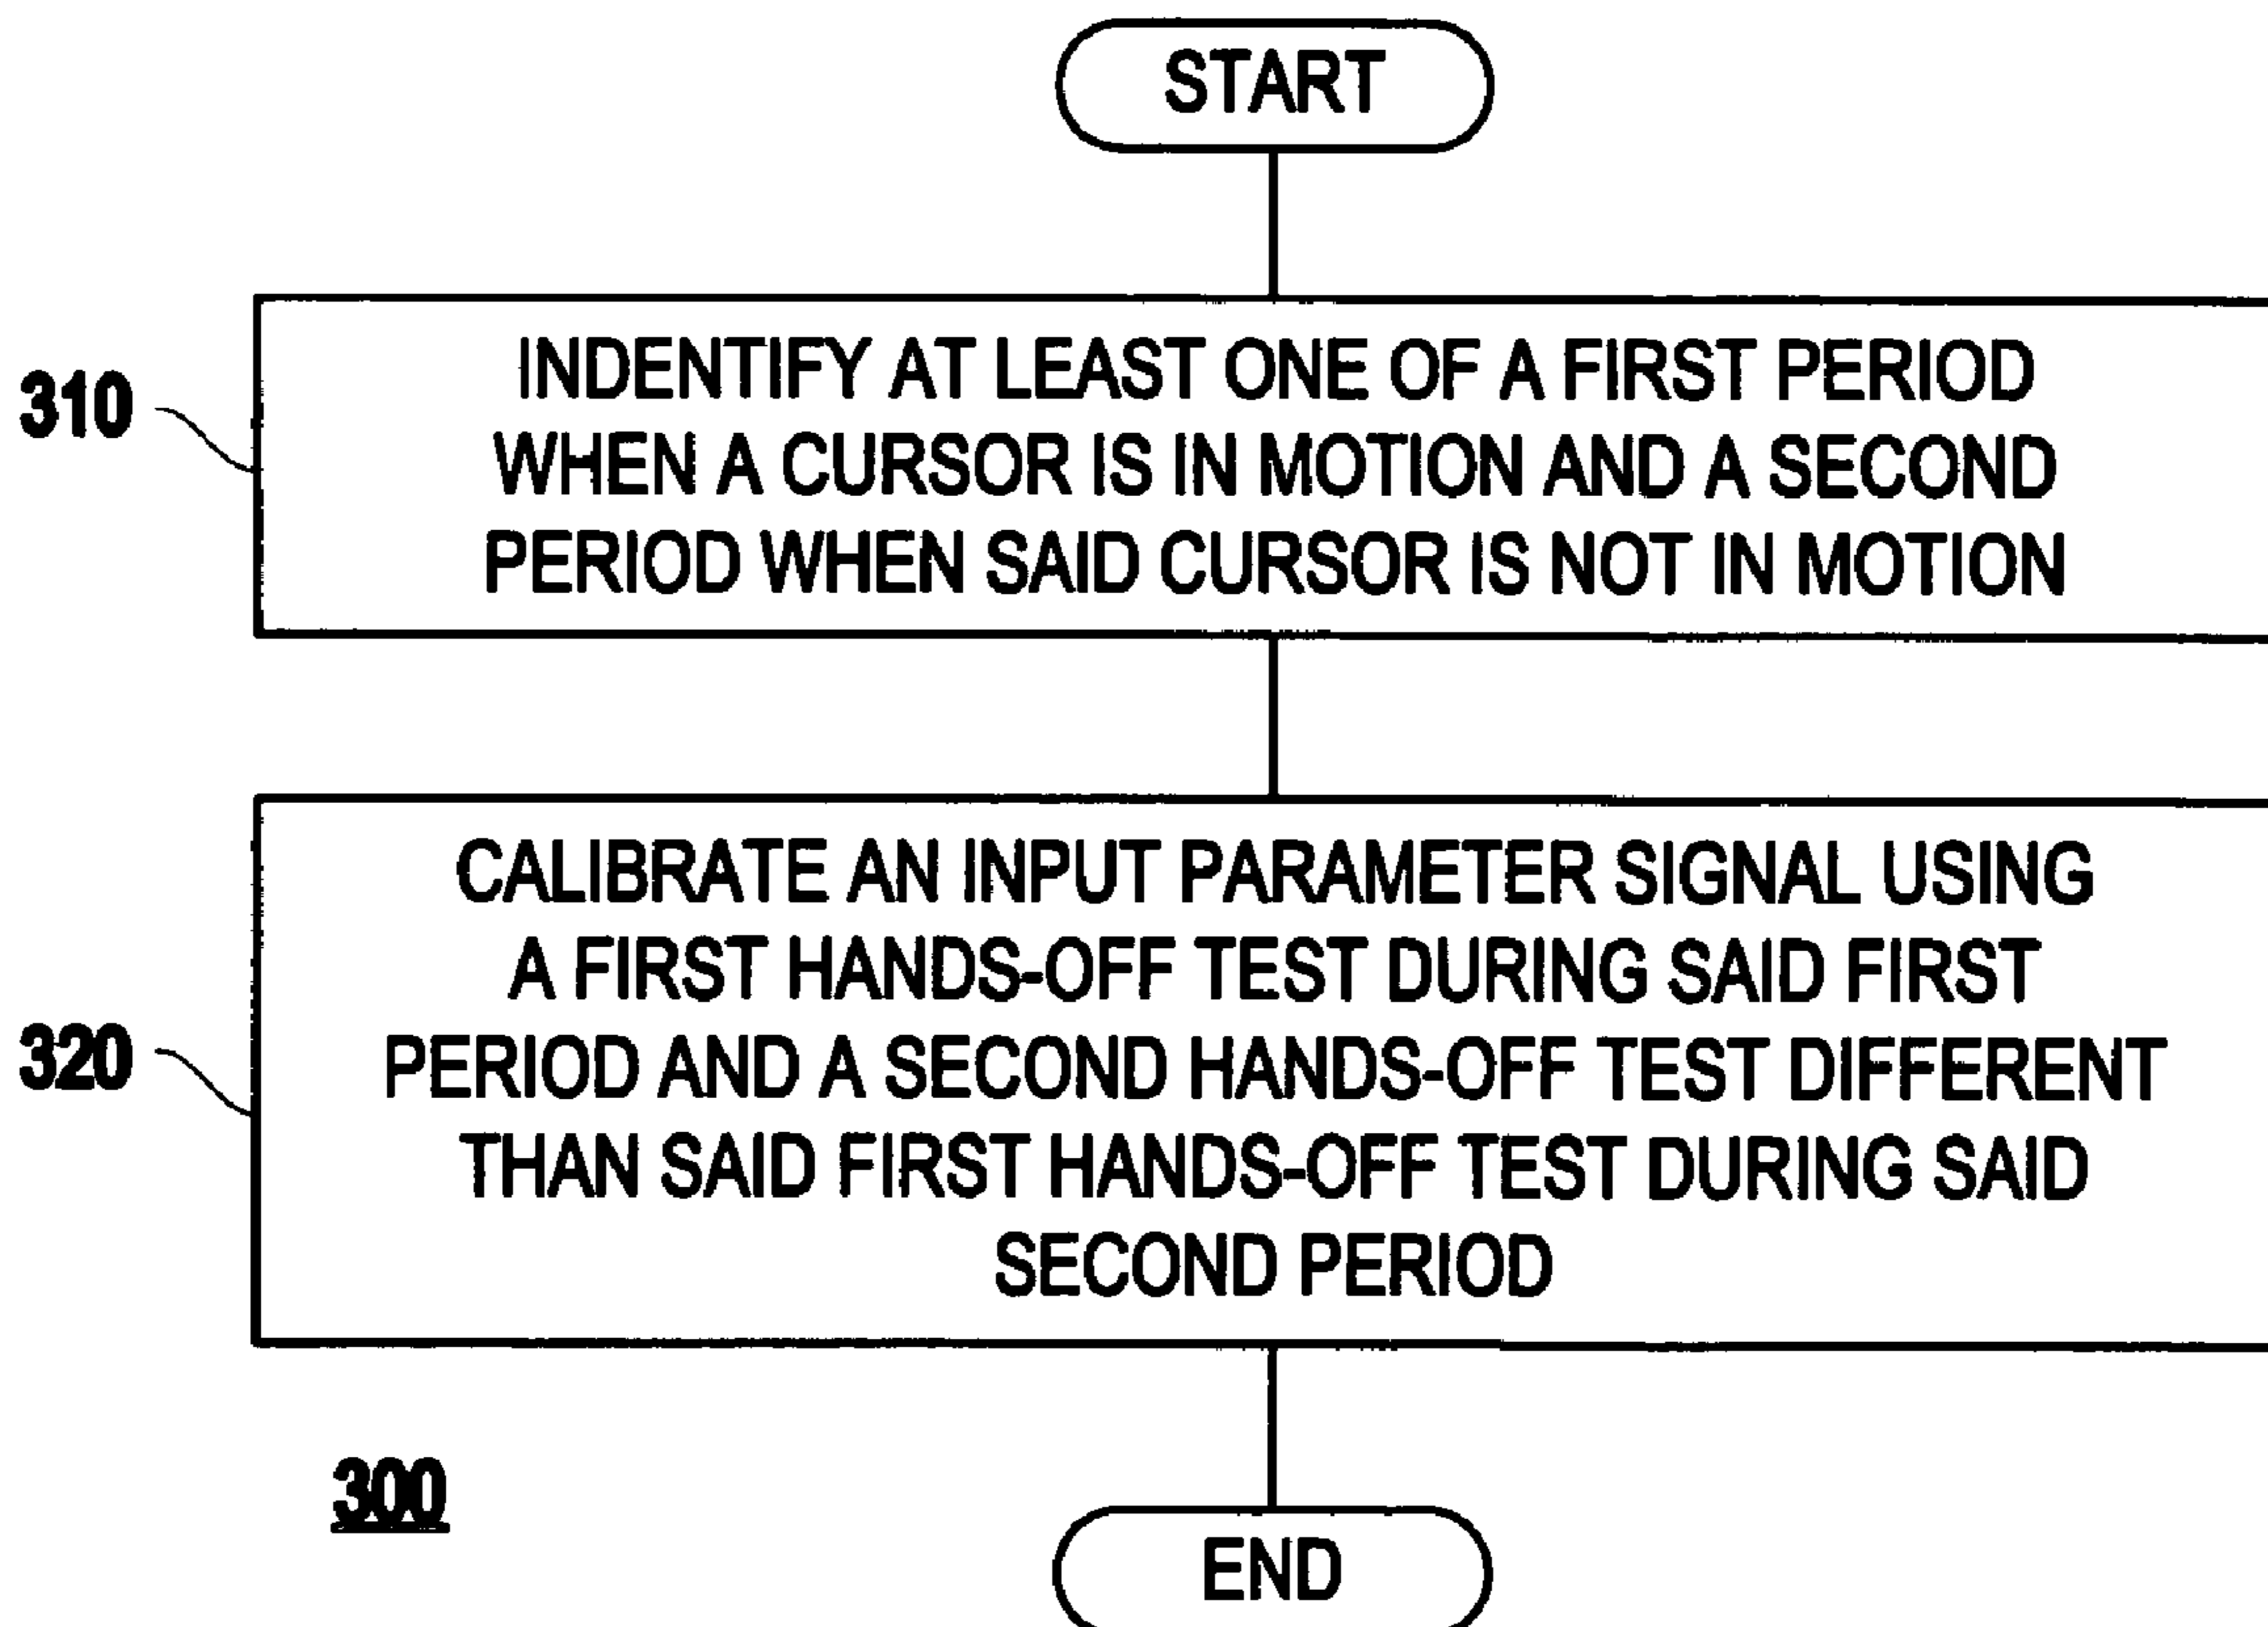 START
310
INDENTIFY AT LEAST ONE OF A FIRST PERIOD
WHEN A CURSOR IS IN MOTION AND A SECOND
PERIOD WHEN SAID CURSOR IS NOT IN MOTION
320
CALIBRATE AN INPUT PARAMETER SIGNAL USING
A FIRST HANDS-OFF TEST DURING SAID FIRST
PERIOD AND A SECOND HANDS-OFF TEST DIFFERENT
THAN SAID FIRST HANDS-OFF TEST DURING SAID
SECOND PERIOD
300
END